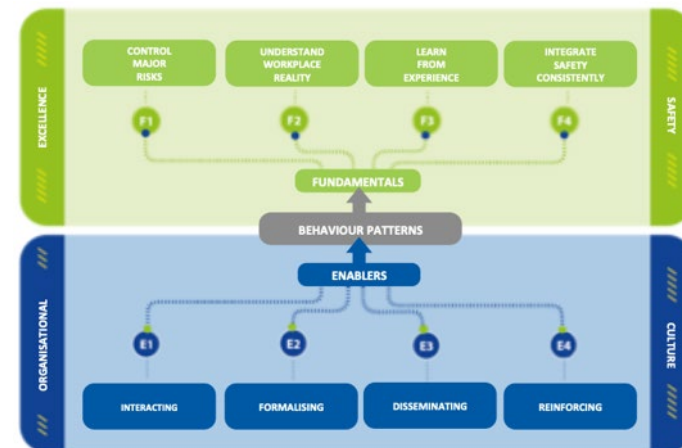 EXCELLENCE
CONTROL
MAJOR
RISKS
UNDERSTAND
WORKPLACE
REALITY
LEARN
FROM
EXPERIENCE
INTEGRATE
SAFETY
CONSISTENTLY
SAFETY
F1
F2
F3
F4
FUNDAMENTALS
BEHAVIOUR PATTERNS
ENABLERS
ORGANISATIONAL
E1
E2
E3
E4
CULTURE
INTERACTING
FORMALISING
DISSEMINATING
REINFORCING